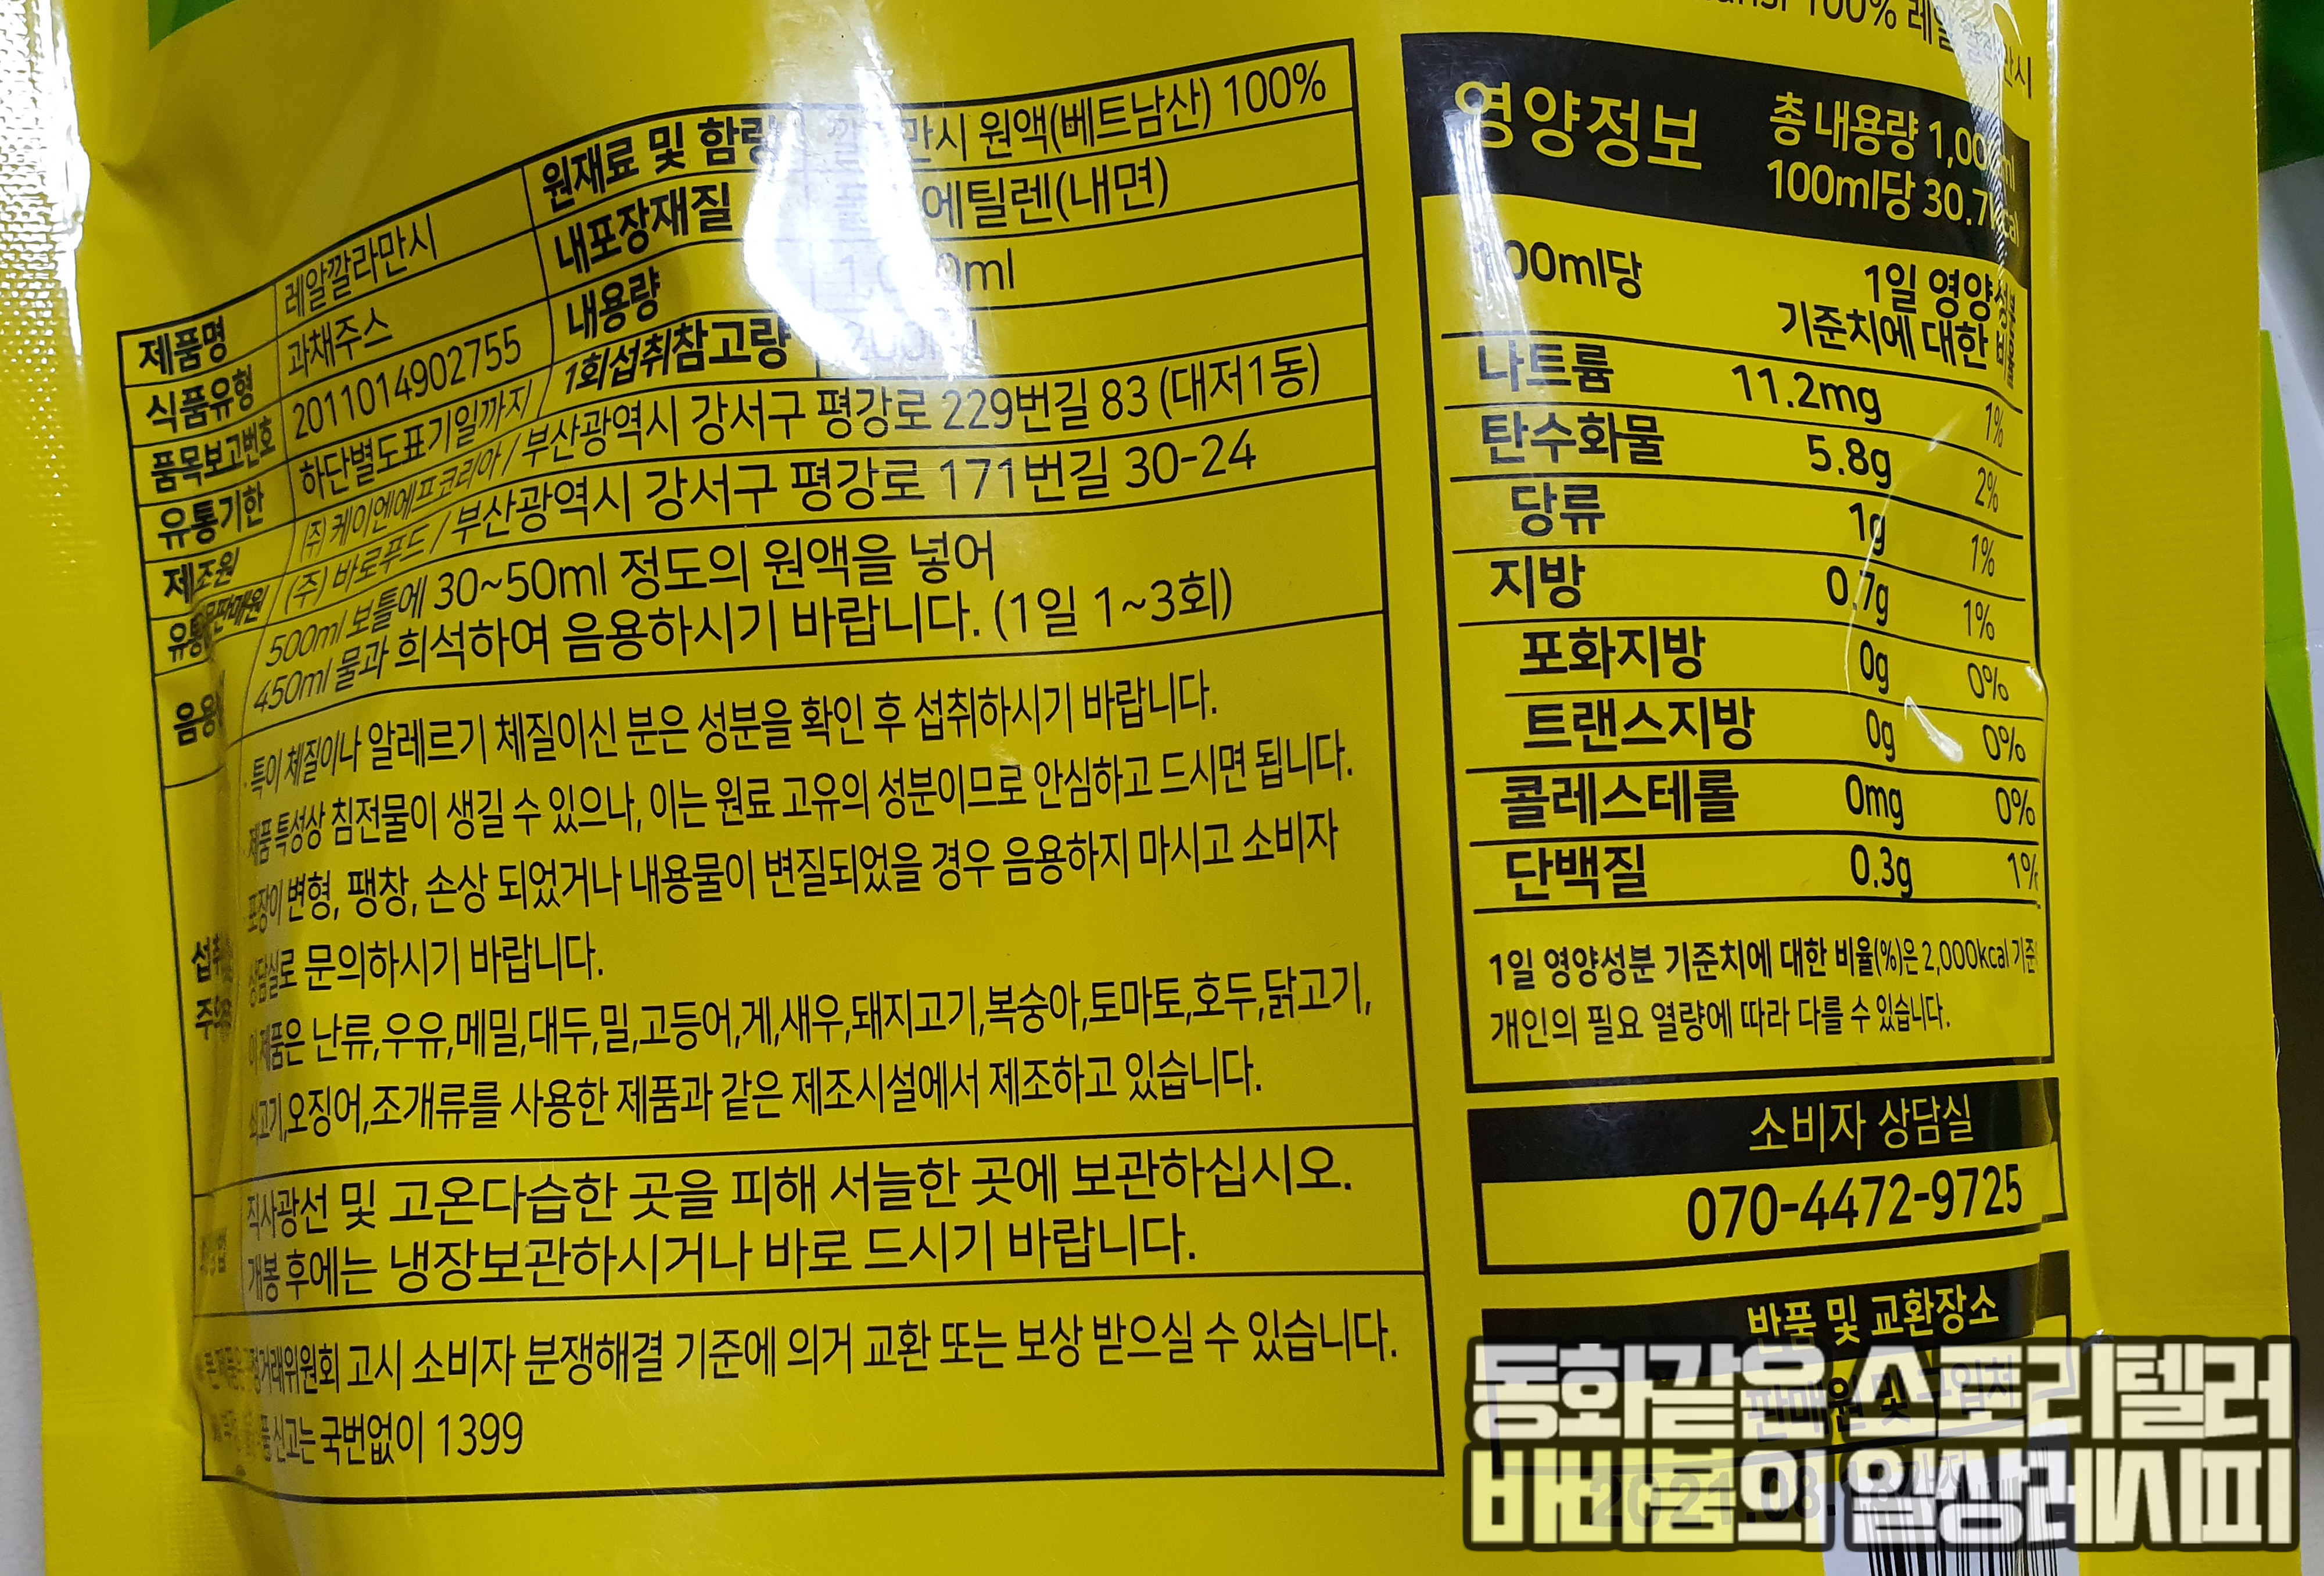 100%
제품명 레알깔라만시 원재료 및 함량 만시 원액(베트남산) 100%
식품유형 과채주스 내포장재질 에틸렌(내면)
품목보고번호 2011014902755 내용량
유통기한 하단별도표기일까지 1회섭취참고량
제조원 (주)케이엔에프코리아 / 부산광역시 강서구 평강로 229번길 83 (대저1동)
(주) 바로푸드 / 부산광역시 강서구 평강로 171번길 30-24
500ml 보틀에 30~50ml 정도의 원액을 넣어
450ml 물과 희석하여 음용하시기 바랍니다. (1일 1~3회)
· 특이 체질이나 알레르기 체질이신 분은 성분을 확인 후 섭취하시기 바랍니다.
· 제품 특성상 침전물이 생길 수 있으나, 이는 원료 고유의 성분이므로 안심하고 드시면 됩니다.
포장이 변형, 팽창, 손상 되었거나 내용물이 변질되었을 경우 음용하지 마시고 소비자
상담실로 문의하시기 바랍니다.
이 제품은 난류,우유,메밀,대두,밀,고등어,게,새우,돼지고기,복숭아,토마토,호두,닭고기,
쇠고기,오징어,조개류를 사용한 제품과 같은 제조시설에서 제조하고 있습니다.
직사광선 및 고온다습한 곳을 피해 서늘한 곳에 보관하십시오.
개봉 후에는 냉장보관하시거나 바로 드시기 바랍니다.
고시 소비자 분쟁해결 기준에 의거 교환 또는 보상 받으실 수 있습니다.
국번없이 1399
영양정보 총 내용량
100ml당
100ml당 1일 영양성분
기준치에 대한
나트륨 11.2mg 1%
탄수화물 5.8g 2%
당류 1g 1%
지방 0.7g 1%
포화지방 0g 0%
트랜스지방 0g 0%
콜레스테롤 0mg 0%
단백질 0.3g 1%
1일 영양성분 기준치에 대한 비율(%)은 2,000kcal
개인의 필요 열량에 따라 다를 수 있습니다.
소비자 상담실
070-4472-9725
반품 및 교환장소
판매원 및 구입처
동화같은 스토리텔러
배비봄의 일상레시피